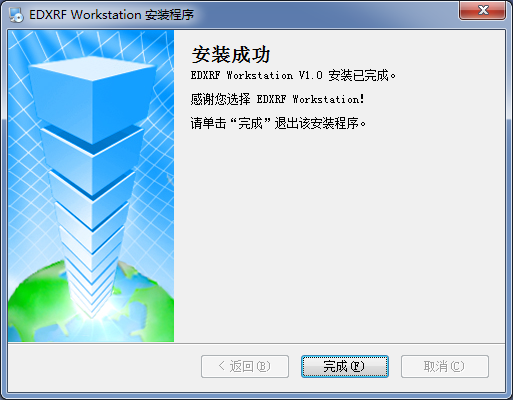 EDXRF Workstation 安装程序
安装成功
EDXRF Workstation V1.0 安装已完成。
感谢您选择 EDXRF Workstation!
请单击“完成”退出该安装程序。
< 返回(B)
完成(F)
取消(C)